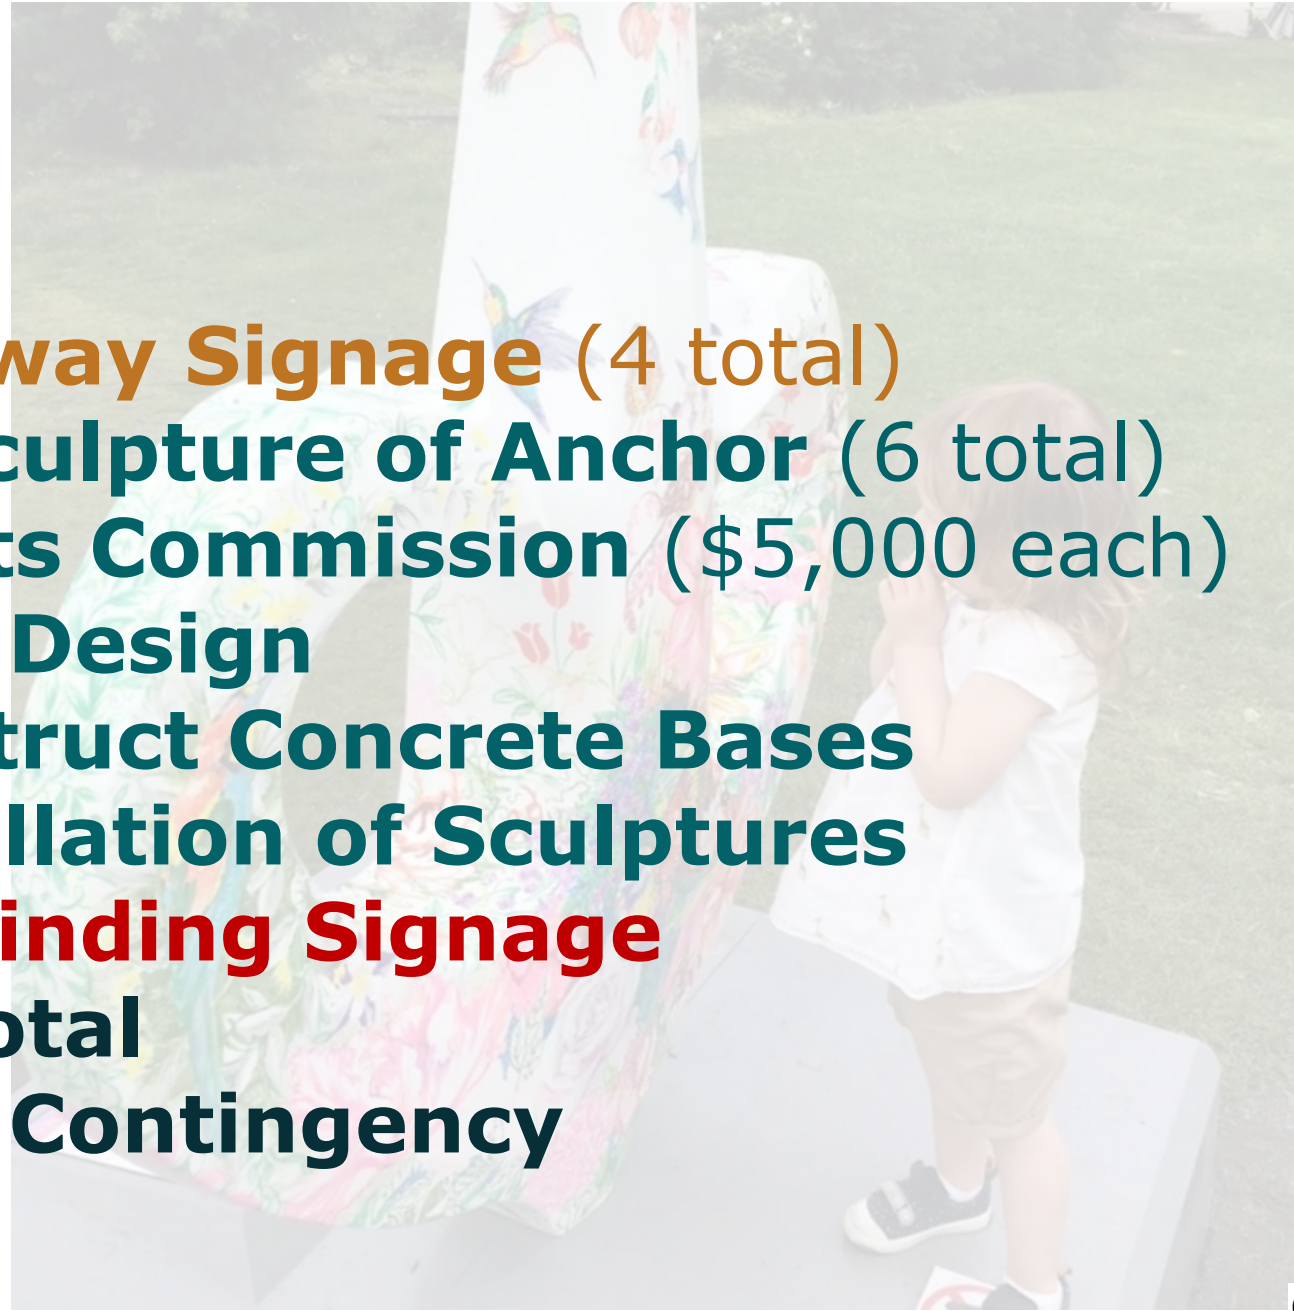 way Signage (4 total)
culpture of Anchor (6 total)
ts Commission ($5,000 each)
Design
truct Concrete Bases
llation of Sculptures
inding Signage
otal
Contingency